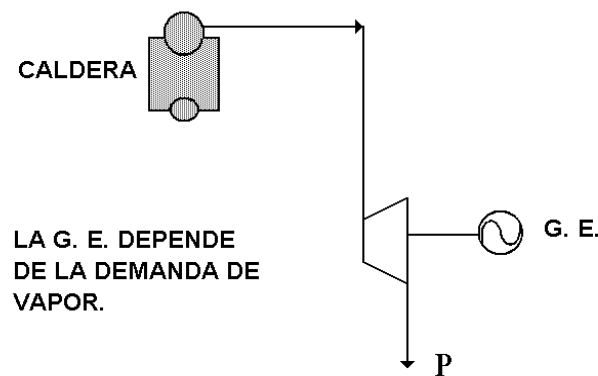 CALDERA
G. E.
LA G. E. DEPENDE
DE LA DEMANDA DE
VAPOR.
P